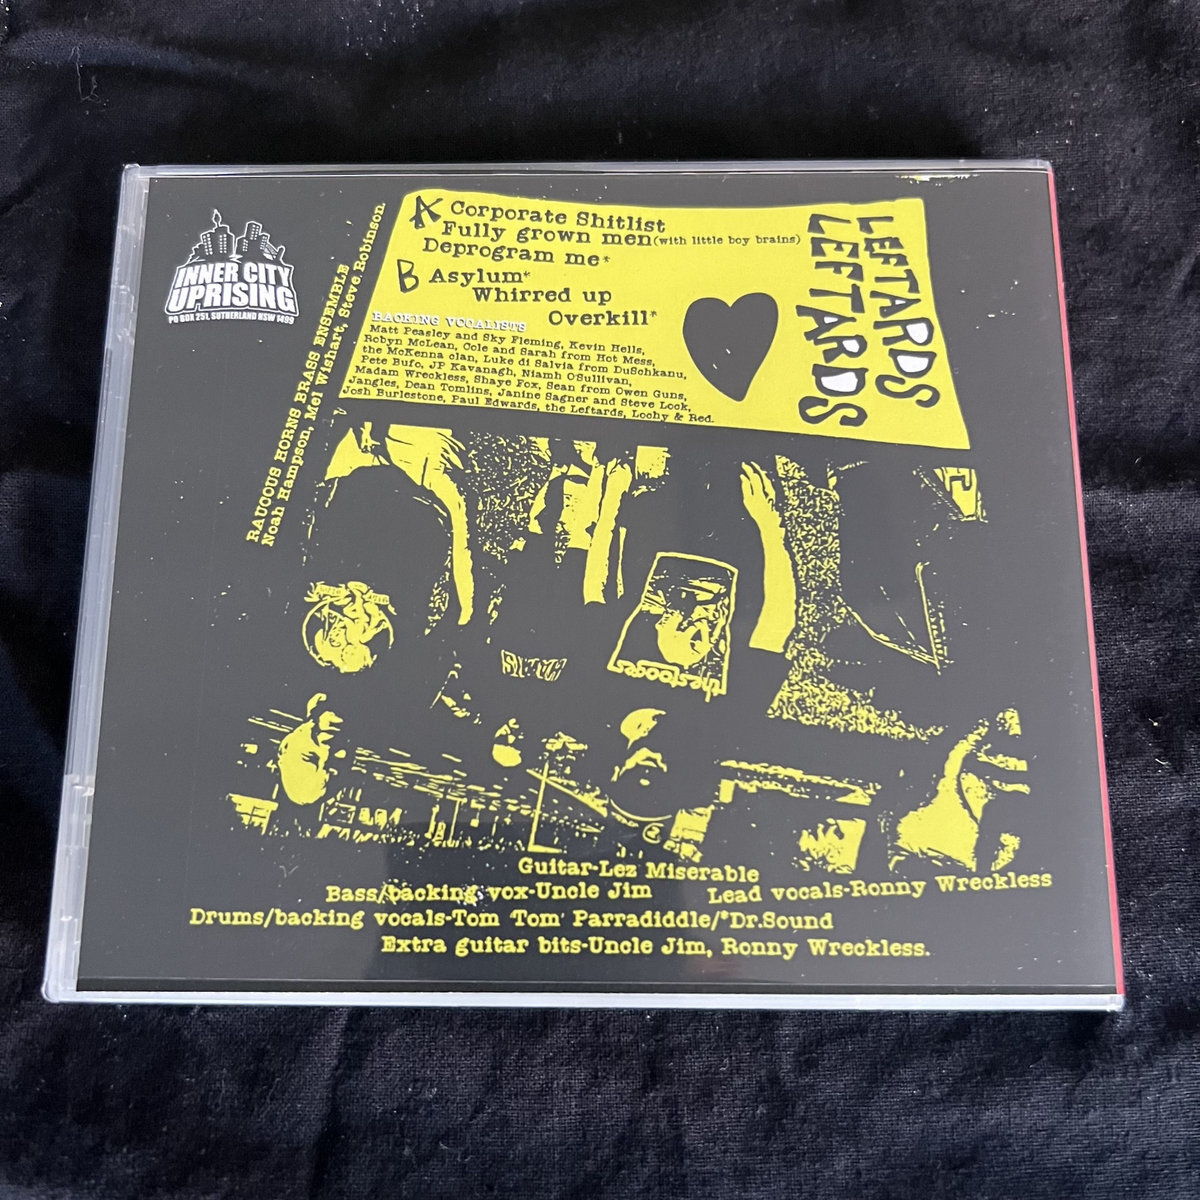 INNER CITY
UPRISING
PO BOX 251, SUTHERLAND NSW 1499
RAUCOUS HORNS BRASS ENSEMBLE
Noah Hampson, Mel Wishart, Steve Robinson.
A Corporate Shitlist
Fully grown men (with little boy brains)
Deprogram me*
B Asylum*
Whirred up
Overkill*
BACKING VOCALISTS
Matt Peasley and Sky Fleming, Kevin Hells,
Robyn McLean, Cole and Sarah from Hot Mess,
the McKenna clan, Luke di Salvia from DuSchkanu,
Pete Bufo, JP Kavanagh, Niamh O'Sullivan,
Madam Wreckless, Shaye Fox, Sean from Owen Guns,
Jangles, Dean Tomlins, Janine Sagner and Steve Lock,
Josh Burlestone, Paul Edwards, the Leftards, Lochy & Red.
LEFTARDS
LEFTARDS
thestooges
Guitar-Lez Miserable
Bass/backing vox-Uncle Jim
Lead vocals-Ronny Wreckless
Drums/backing vocals-Tom 'Tom' Parradiddle/*Dr.Sound
Extra guitar bits-Uncle Jim, Ronny Wreckless.